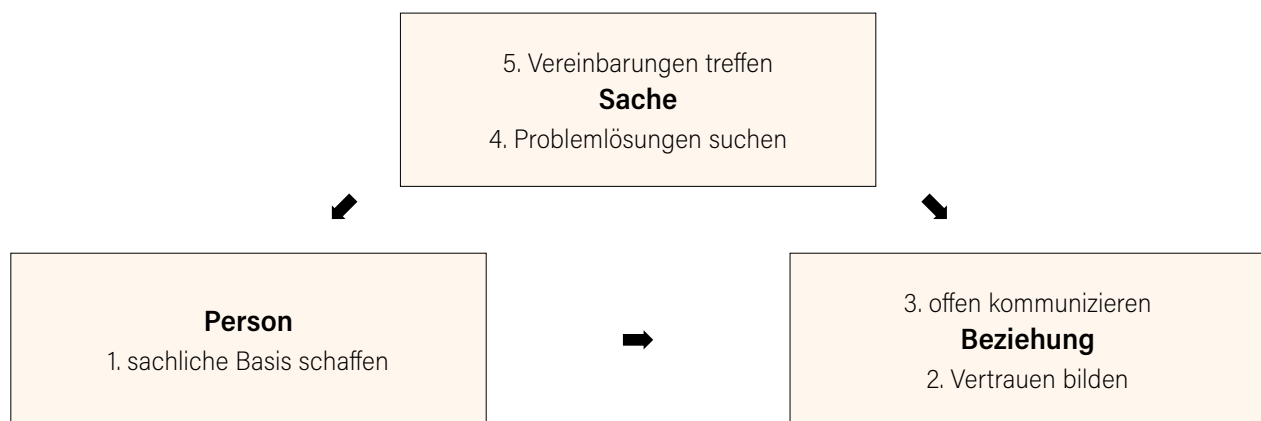 5. Vereinbarungen treffen
Sache
4. Problemlösungen suchen
Person
1. sachliche Basis schaffen
3. offen kommunizieren
Beziehung
2. Vertrauen bilden